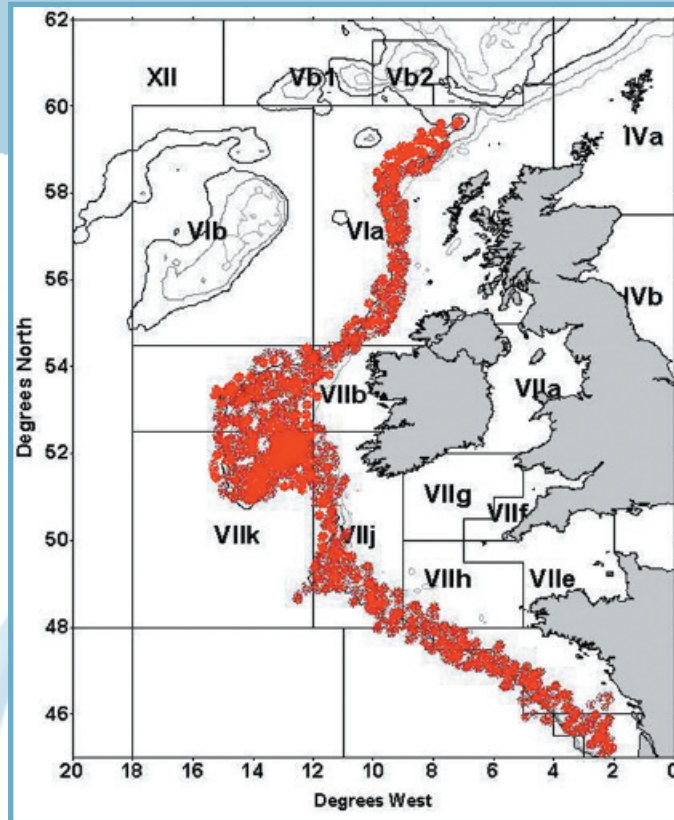 62
60
58
56
54
52
50
48
46
Degrees North
XII
Vb1
Vb2
IVa
VIb
VIa
IVb
VIIb
VIIa
VIIg
VIIf
VIIk
VIIj
VIIh
VIIe
20 18 16 14 12 10 8 6 4 2 0
Degrees West